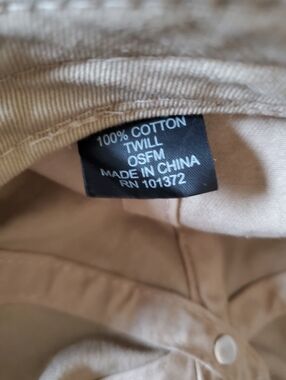 100% COTTON
TWILL
OSFM
MADE IN CHINA
RN 101372